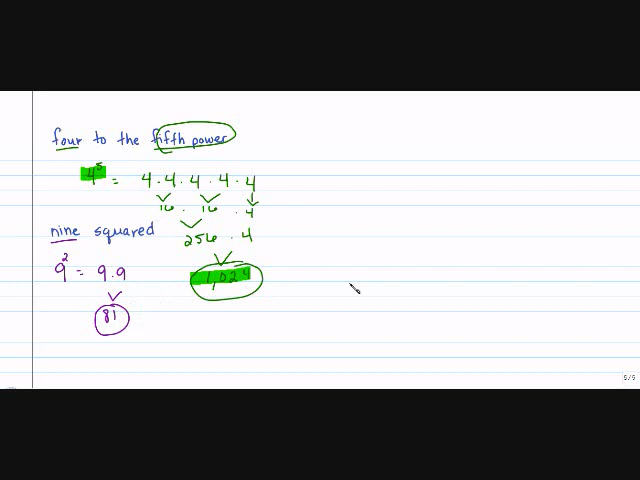 four to the fifth power
4⁵ = 4 · 4 · 4 · 4 · 4
16 · 16 · 4
nine squared
256 · 4
9² = 9 · 9
1,024
81
5/5